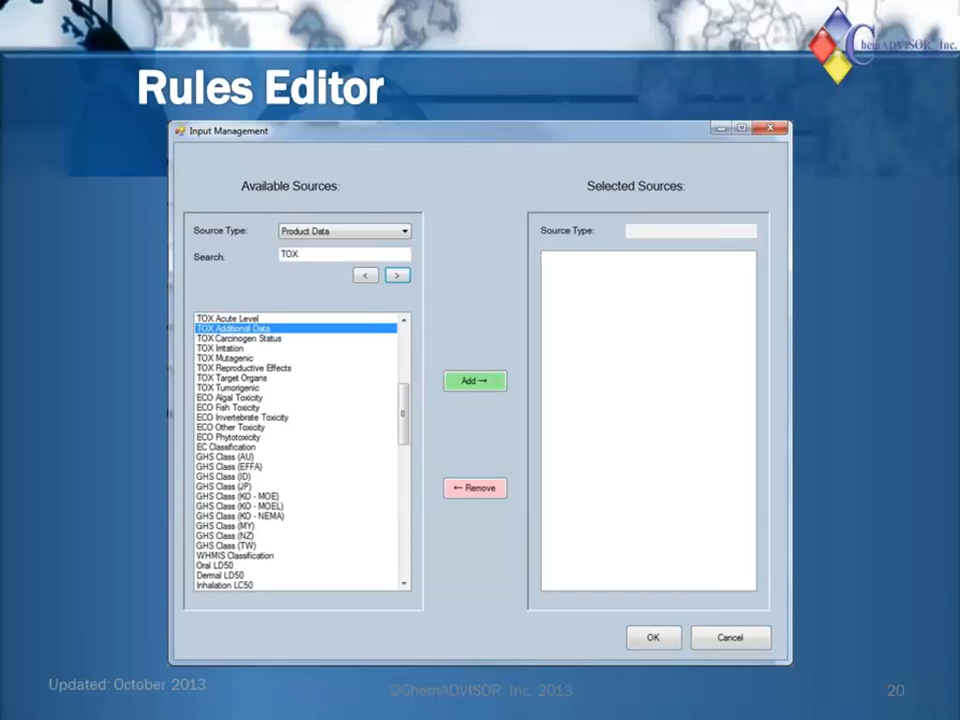 ChemADVISOR, Inc.
Rules Editor
Input Management
Available Sources:
Selected Sources:
Source Type:
Product Data
Source Type:
Search:
TOX
<
>
TOX Acute Level
TOX Additional Data
TOX Carcinogen Status
TOX Irritation
TOX Mutagenic
TOX Reproductive Effects
TOX Target Organs
TOX Tumorigenic
ECO Algal Toxicity
ECO Fish Toxicity
ECO Invertebrate Toxicity
ECO Other Toxicity
ECO Phytotoxicity
EC Classification
GHS Class (AU)
GHS Class (EFFA)
GHS Class (ID)
GHS Class (JP)
GHS Class (KO - MOE)
GHS Class (KO - MOEL)
GHS Class (KO - NEMA)
GHS Class (MY)
GHS Class (NZ)
GHS Class (TW)
WHMIS Classification
Oral LD50
Dermal LD50
Inhalation LC50
Add →
← Remove
OK
Cancel
Updated: October 2013
©ChemADVISOR, Inc. 2013
20